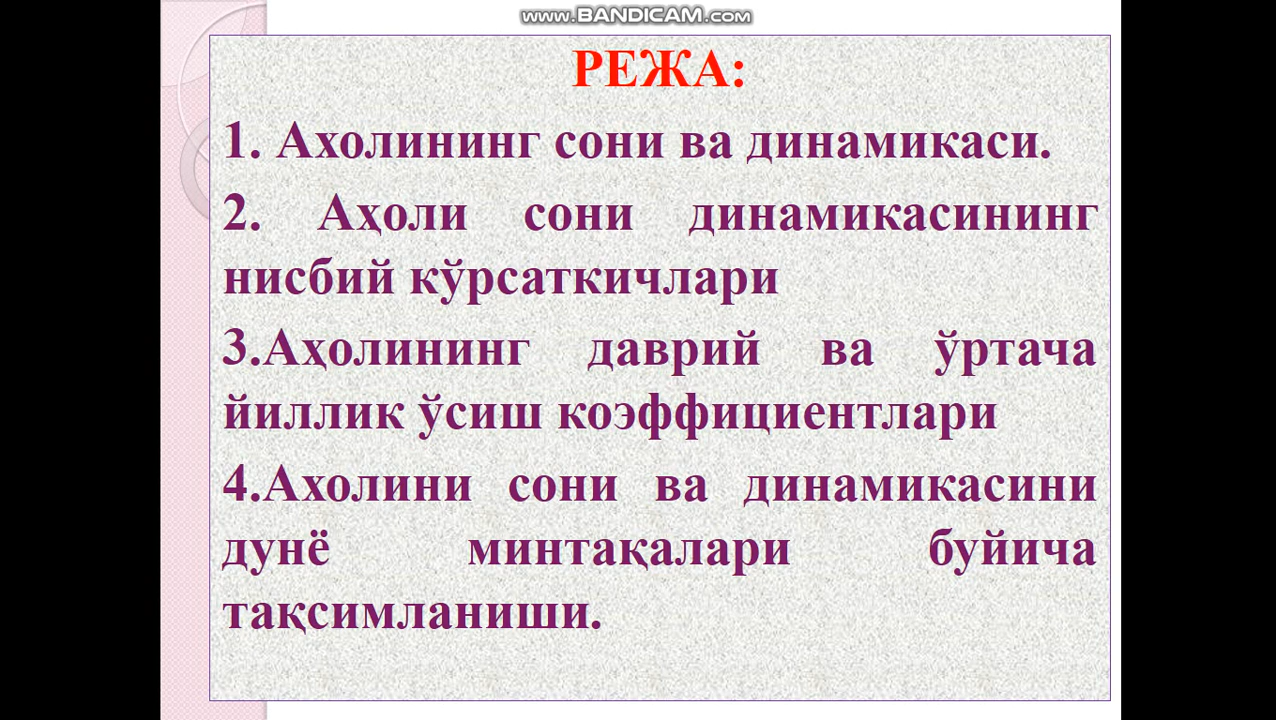 www.BANDICAM.com
РЕЖА:
1. Ахолининг сони ва динамикаси.
2. Аҳоли сони динамикасининг
нисбий кўрсаткичлари
3.Аҳолининг даврий ва ўртача
йиллик ўсиш коэффициентлари
4.Ахолини сони ва динамикасини
дунё минтақалари буйича
тақсимланиши.